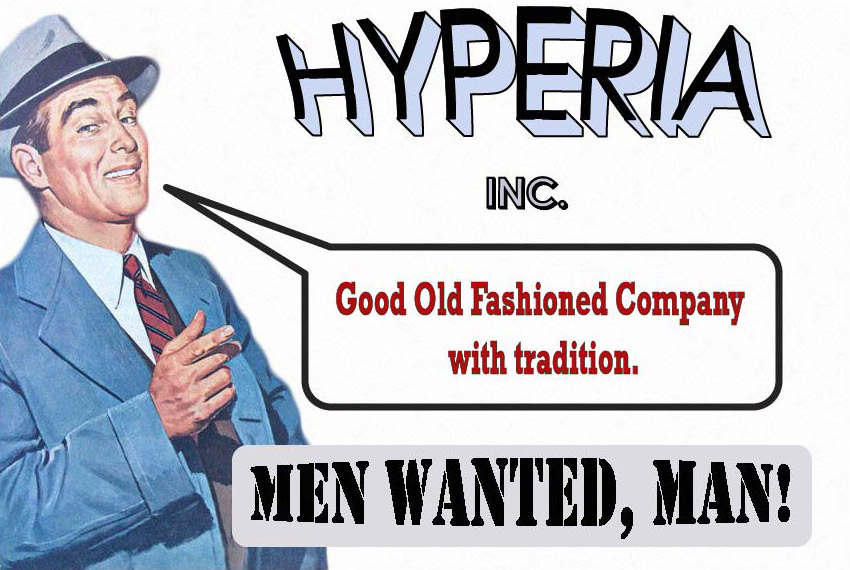 HYPERIA
INC.
Good Old Fashioned Company
with tradition.
MEN WANTED, MAN!